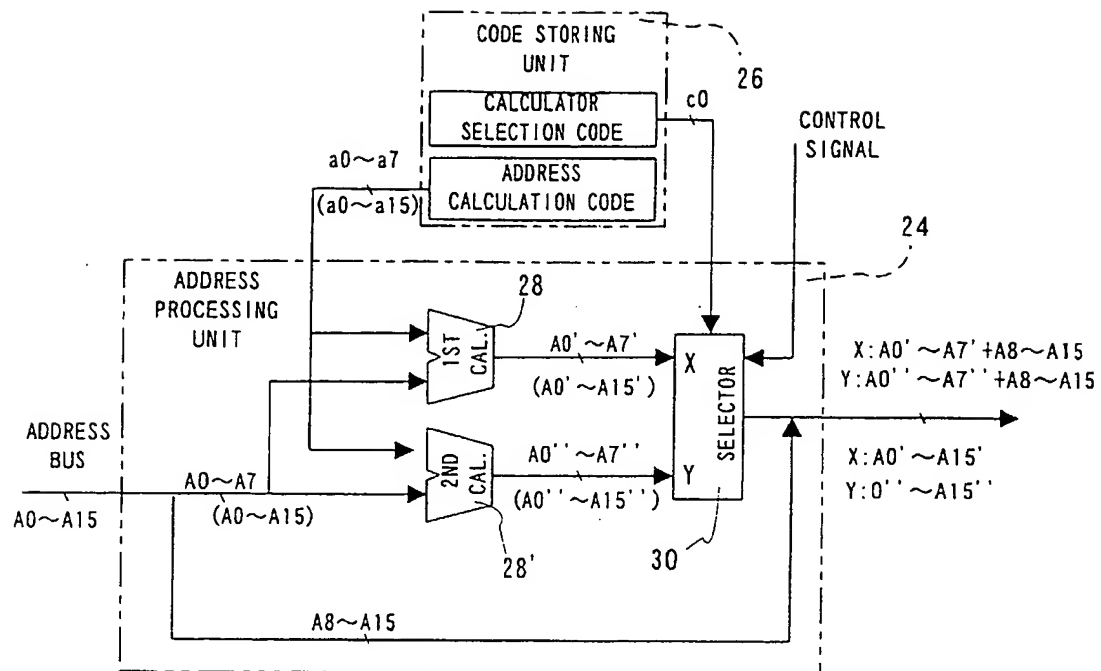 CODE STORING
UNIT
26
CALCULATOR
SELECTION CODE
c0
CONTROL
SIGNAL
a0~a7
(a0~a15)
ADDRESS
CALCULATION CODE
24
ADDRESS
PROCESSING
UNIT
28
1ST
CAL.
A0'~A7'
(A0'~A15')
X
SELECTOR
X:A0'~A7'+A8~A15
Y:A0''~A7''+A8~A15
ADDRESS
BUS
A0~A15
A0~A7
(A0~A15)
2ND
CAL.
A0''~A7''
(A0''~A15'')
Y
X:A0'~A15'
Y:0''~A15''
28'
30
A8~A15